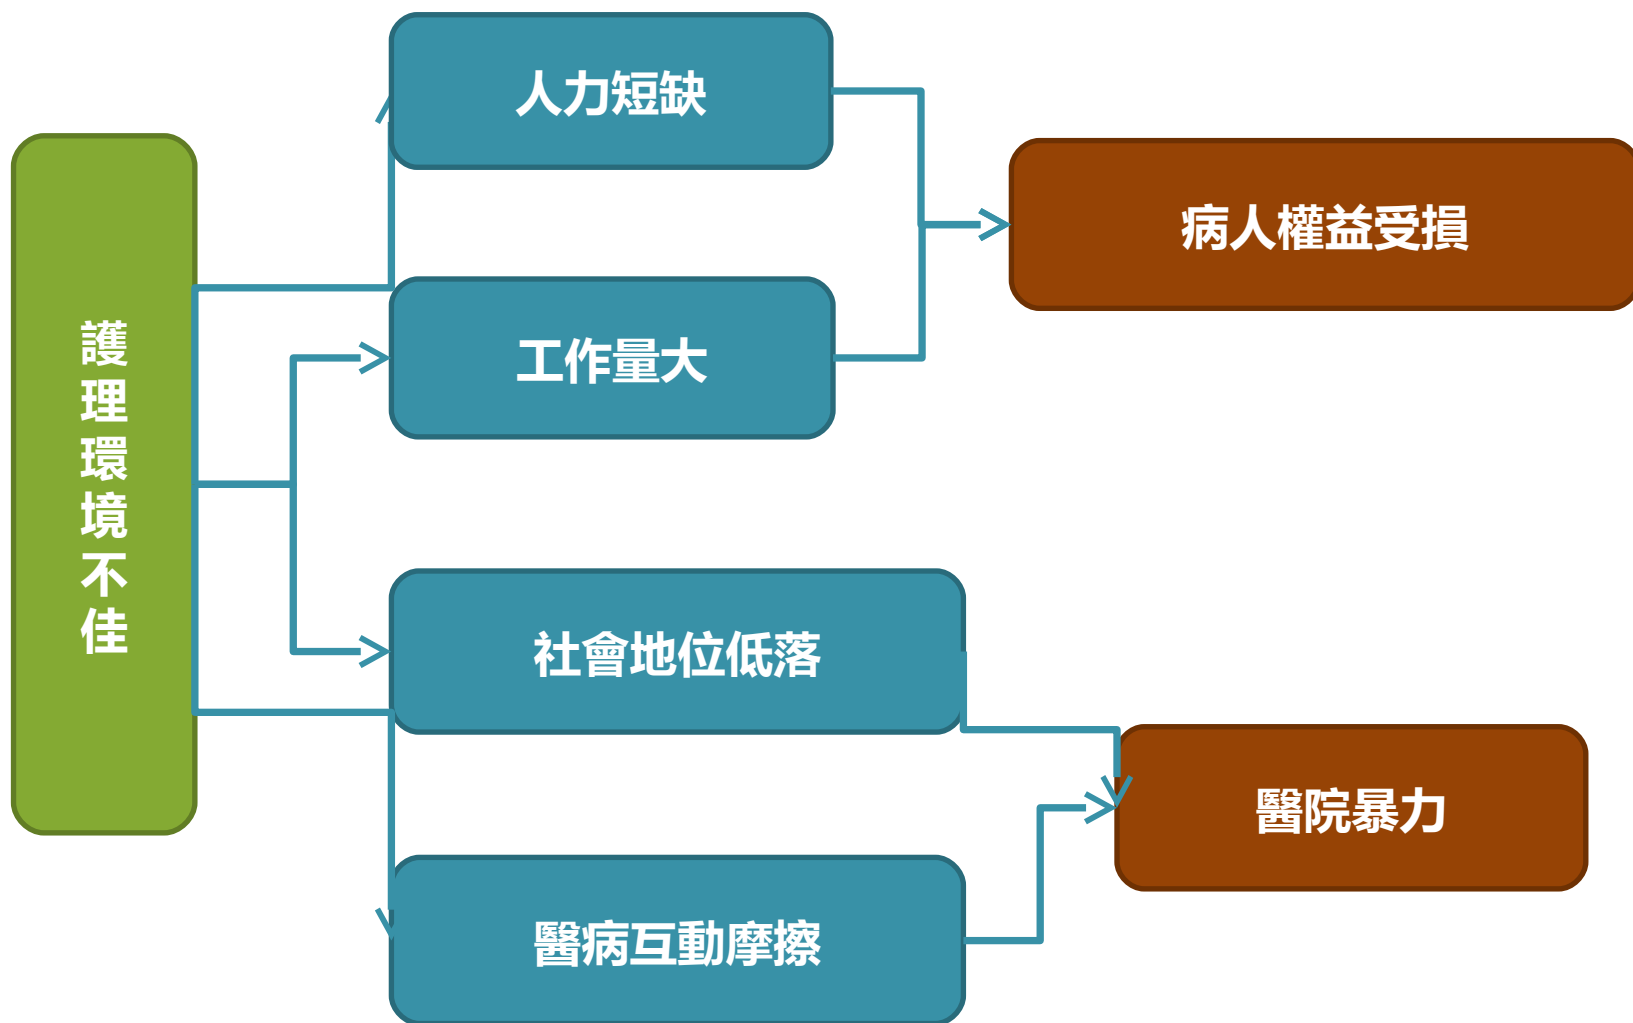 護理環境不佳
人力短缺
工作量大
社會地位低落
醫病互動摩擦
病人權益受損
醫院暴力